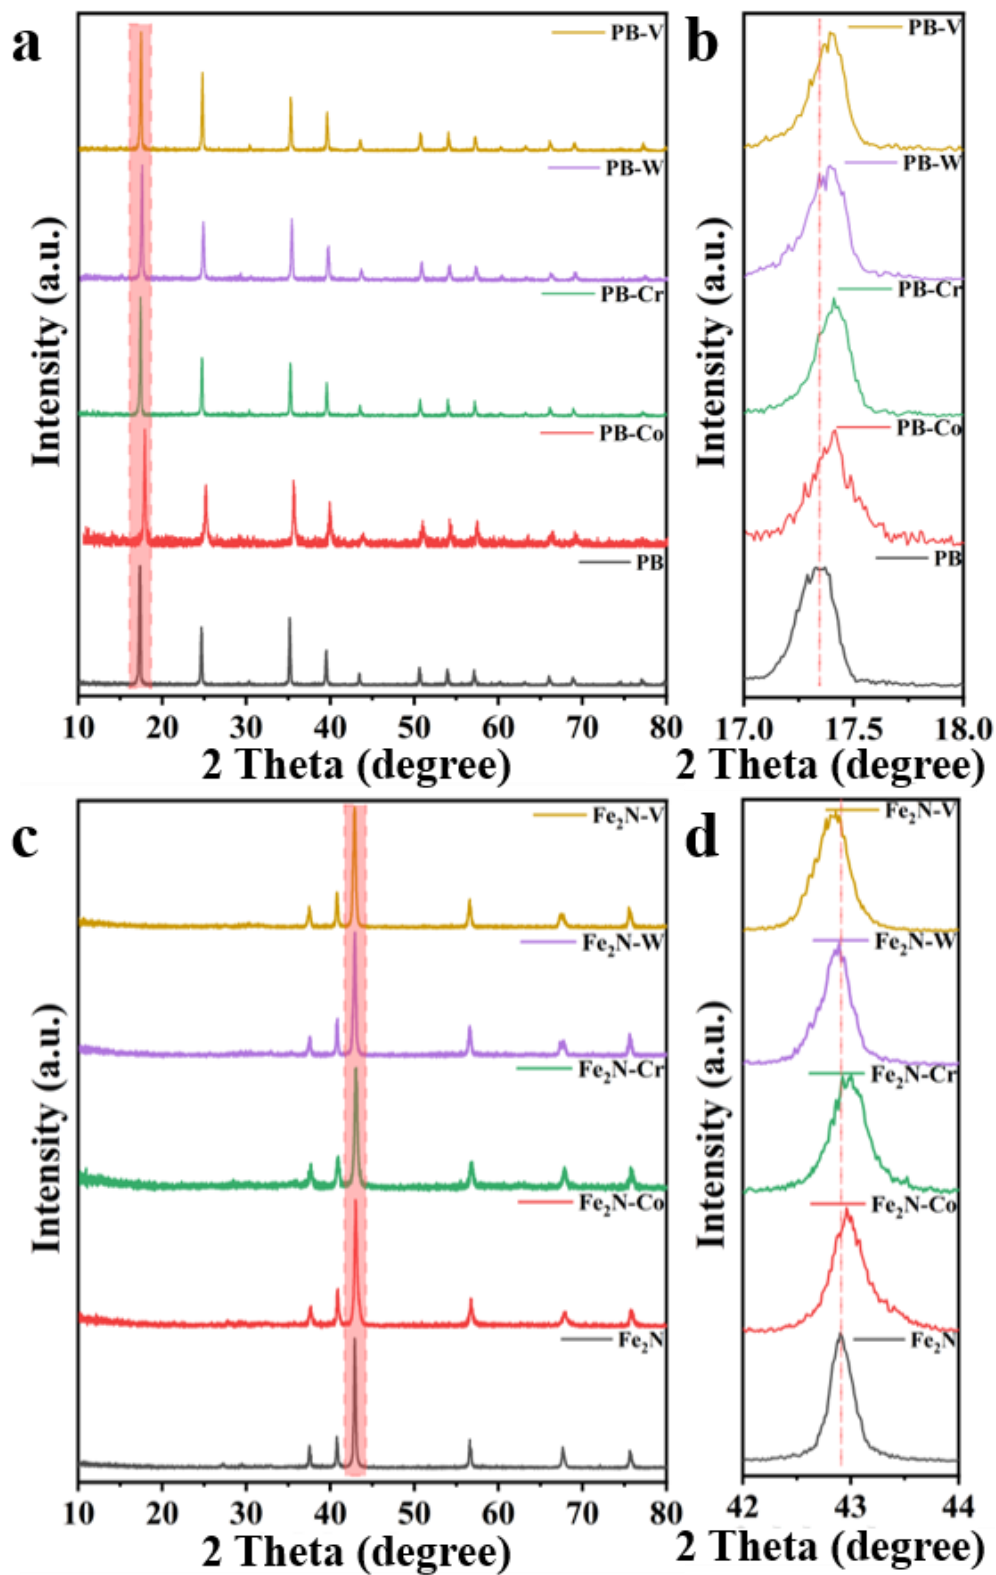 a
PB-V
PB-W
PB-Cr
PB-Co
PB
Intensity (a.u.)
10 20 30 40 50 60 70 80
2 Theta (degree)
b
PB-V
PB-W
PB-Cr
PB-Co
PB
Intensity (a.u.)
17.0 17.5 18.0
2 Theta (degree)
c
Fe₂N-V
Fe₂N-W
Fe₂N-Cr
Fe₂N-Co
Fe₂N
Intensity (a.u.)
10 20 30 40 50 60 70 80
2 Theta (degree)
d
Fe₂N-V
Fe₂N-W
Fe₂N-Cr
Fe₂N-Co
Fe₂N
Intensity (a.u.)
42 43 44
2 Theta (degree)